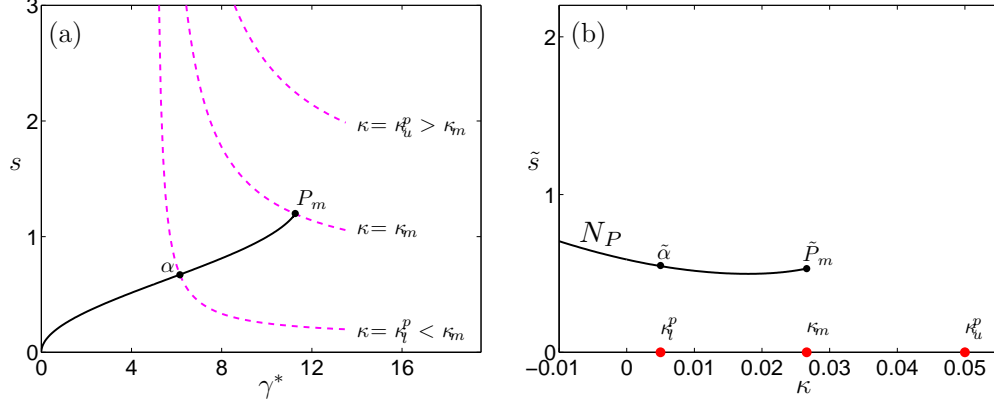 (a)
3
2
1
0
s
0
4
8
12
16
γ*
α
P_m
κ = κ_u^p > κ_m
κ = κ_m
κ = κ_l^p < κ_m
(b)
2
1
0
s̃
−0.01
0
0.01
0.02
0.03
0.04
0.05
κ
N_P
α̃
P̃_m
κ_l^p
κ_m
κ_u^p